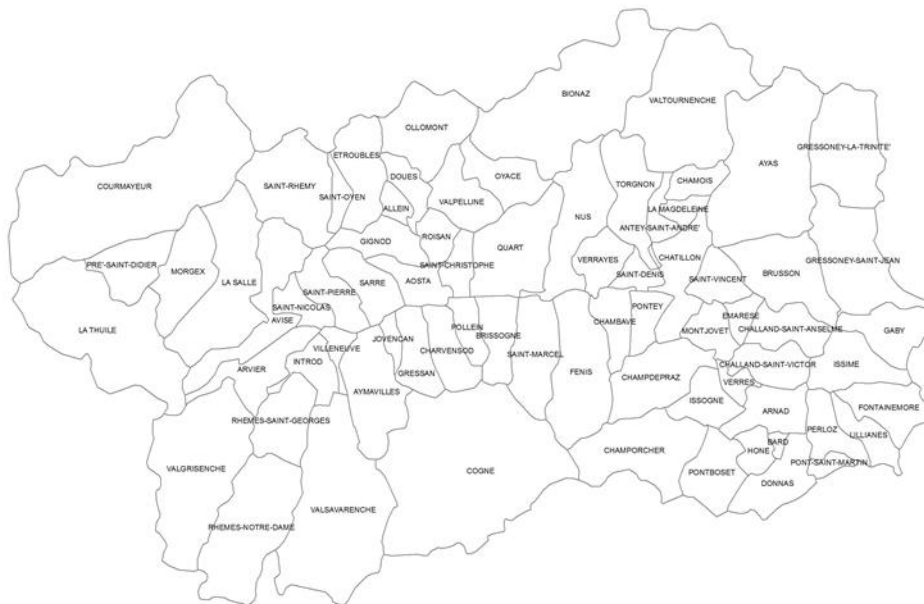 BIONAZ
VALTOURNENCHE
OLLOMONT
GRESSONEY-LA-TRINITE'
ETROUBLES
AYAS
DOUES
OYACE
CHAMOIS
COURMAYEUR
SAINT-RHEMY
TORGNON
SAINT-OYEN
VALPELLINE
ALLEIN
LA MAGDELEINE
NUS
ANTEY-SAINT-ANDRE'
ROISAN
GIGNOD
QUART
CHATILLON
GRESSONEY-SAINT-JEAN
VERRAYES
SAINT-CHRISTOPHE
PRE'-SAINT-DIDIER
MORGEX
SAINT-DENIS
BRUSSON
SAINT-VINCENT
LA SALLE
SARRE
AOSTA
SAINT-PIERRE
SAINT-NICOLAS
PONTEY
EMARESE
CHAMBAVE
AVISE
POLLEIN
LA THUILE
CHALLAND-SAINT-ANSELME
MONTJOVET
GABY
BRISSOGNE
JOVENCAN
CHARVENSOD
VILLENEUVE
SAINT-MARCEL
INTROD
CHALLAND-SAINT-VICTOR
ISSIME
ARVIER
FENIS
GRESSAN
CHAMPDEPRAZ
VERRES
AYMAVILLES
ISSOGNE
FONTAINEMORE
ARNAD
RHEMES-SAINT-GEORGES
PERLOZ
LILLIANES
BARD
CHAMPORCHER
HONE
PONT-SAINT-MARTIN
VALGRISENCHE
COGNE
PONTBOSET
DONNAS
VALSAVARENCHE
RHEMES-NOTRE-DAME